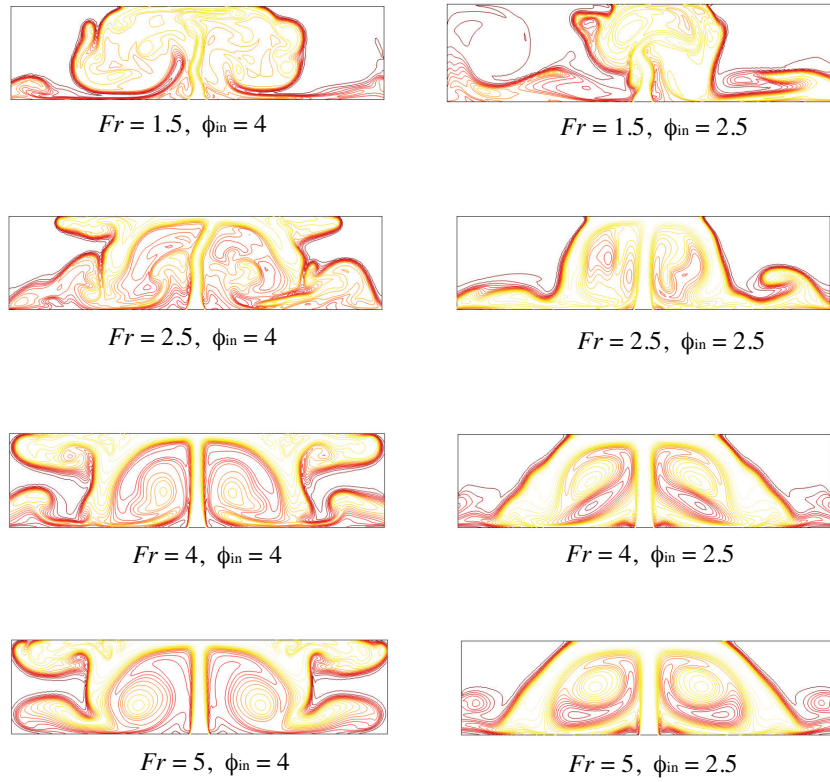 Fr = 1.5, ϕin = 4
Fr = 1.5, ϕin = 2.5
Fr = 2.5, ϕin = 4
Fr = 2.5, ϕin = 2.5
Fr = 4, ϕin = 4
Fr = 4, ϕin = 2.5
Fr = 5, ϕin = 4
Fr = 5, ϕin = 2.5